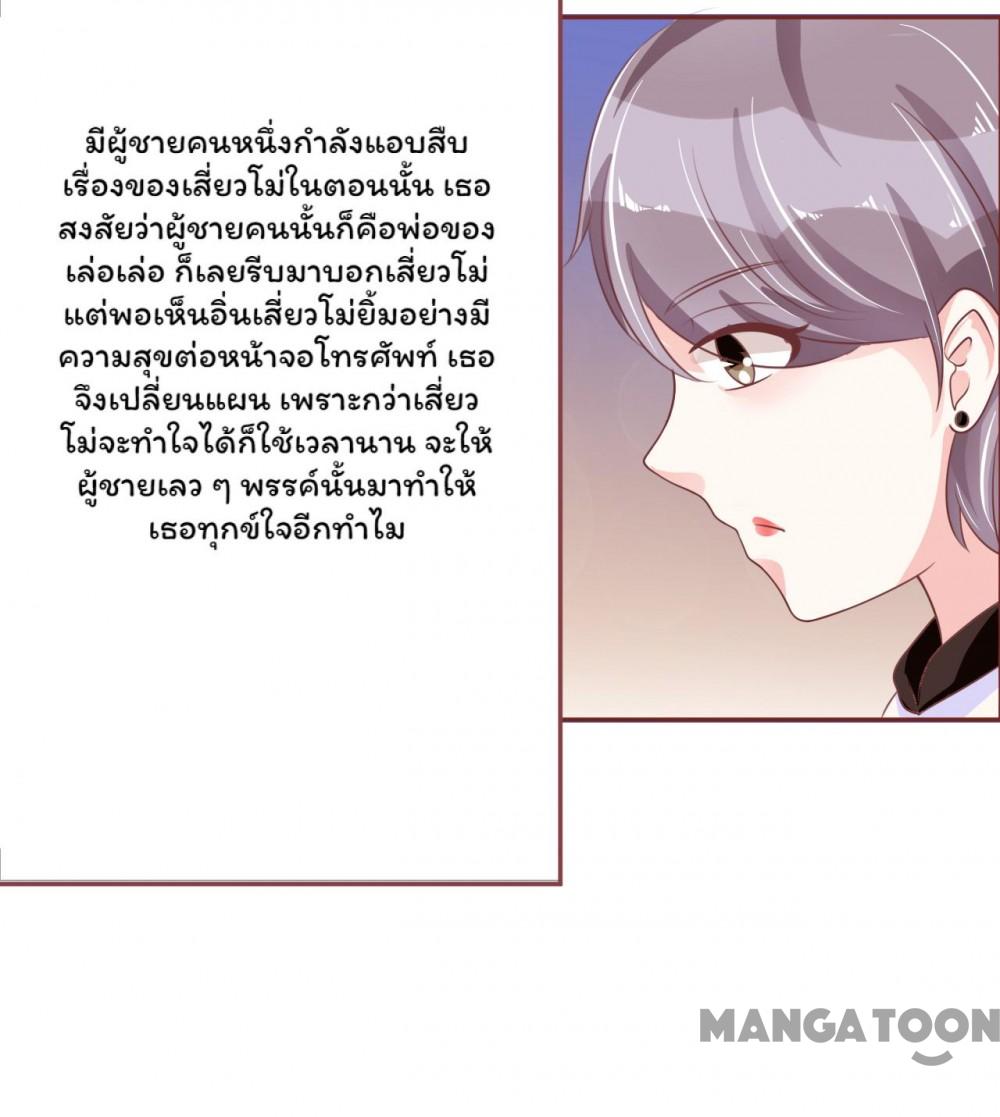 มีผู้ชายคนหนึ่งกำลังแอบสืบ
เรื่องของเสี่ยวโม่ในตอนนั้น เธอ
สงสัยว่าผู้ชายคนนั้นก็คือพ่อของ
เล่อเล่อ ก็เลยรีบมาบอกเสี่ยวโม่
แต่พอเห็นอิ่นเสี่ยวโม่ยิ้มอย่างมี
ความสุขต่อหน้าจอโทรศัพท์ เธอ
จึงเปลี่ยนแผน เพราะกว่าเสี่ยว
โม่จะทำใจได้ก็ใช้เวลานาน จะให้
ผู้ชายเลว ๆ พรรค์นั้นมาทำให้
เธอทุกข์ใจอีกทำไม
MANGATOON